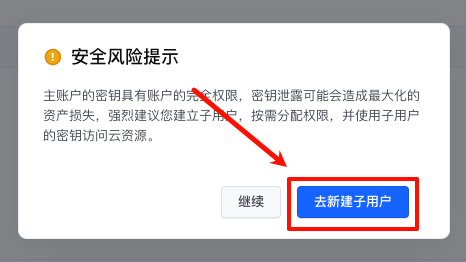 安全风险提示
主账户的密钥具有账户的完全权限，密钥泄露可能会造成最大化的
资产损失，强烈建议您建立子用户，按需分配权限，并使用子用户
的密钥访问云资源。
继续
去新建子用户